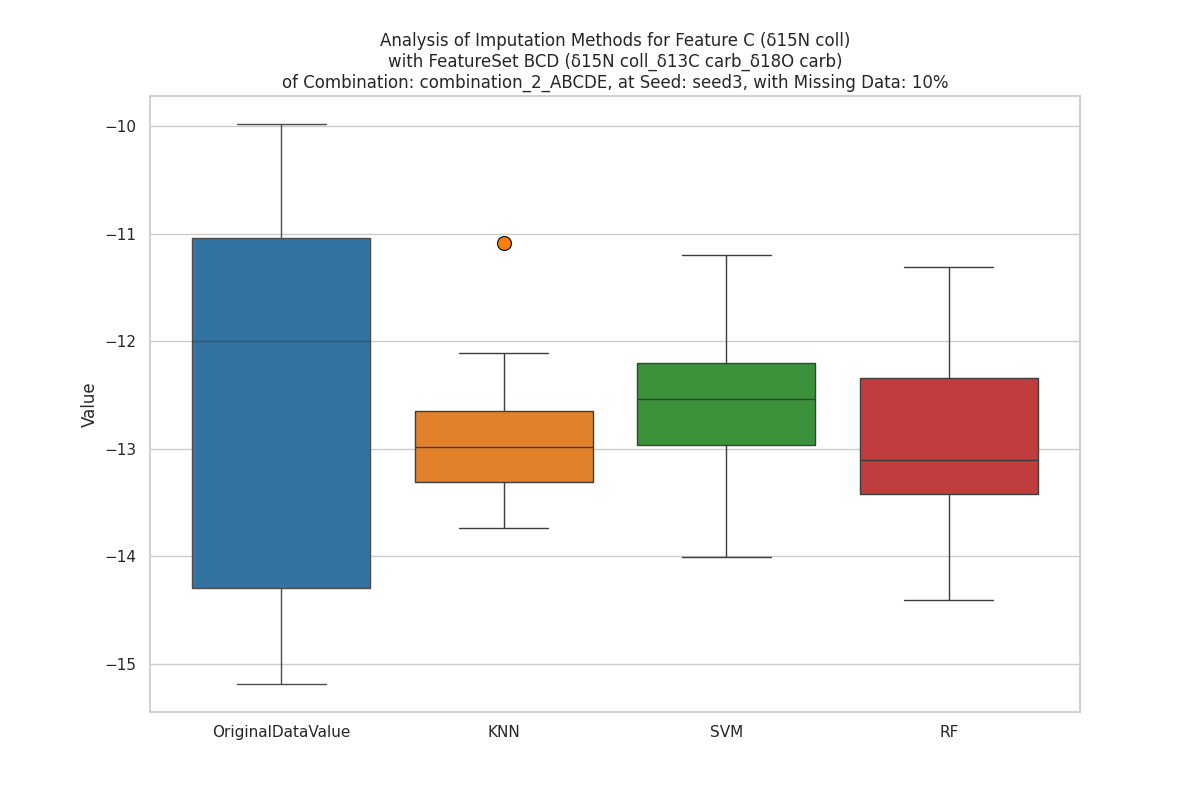 Analysis of Imputation Methods for Feature C (δ15N coll)
with FeatureSet BCD (δ15N coll_δ13C carb_δ18O carb)
of Combination: combination_2_ABCDE, at Seed: seed3, with Missing Data: 10%
Value
−10
−11
−12
−13
−14
−15
OriginalDataValue
KNN
SVM
RF